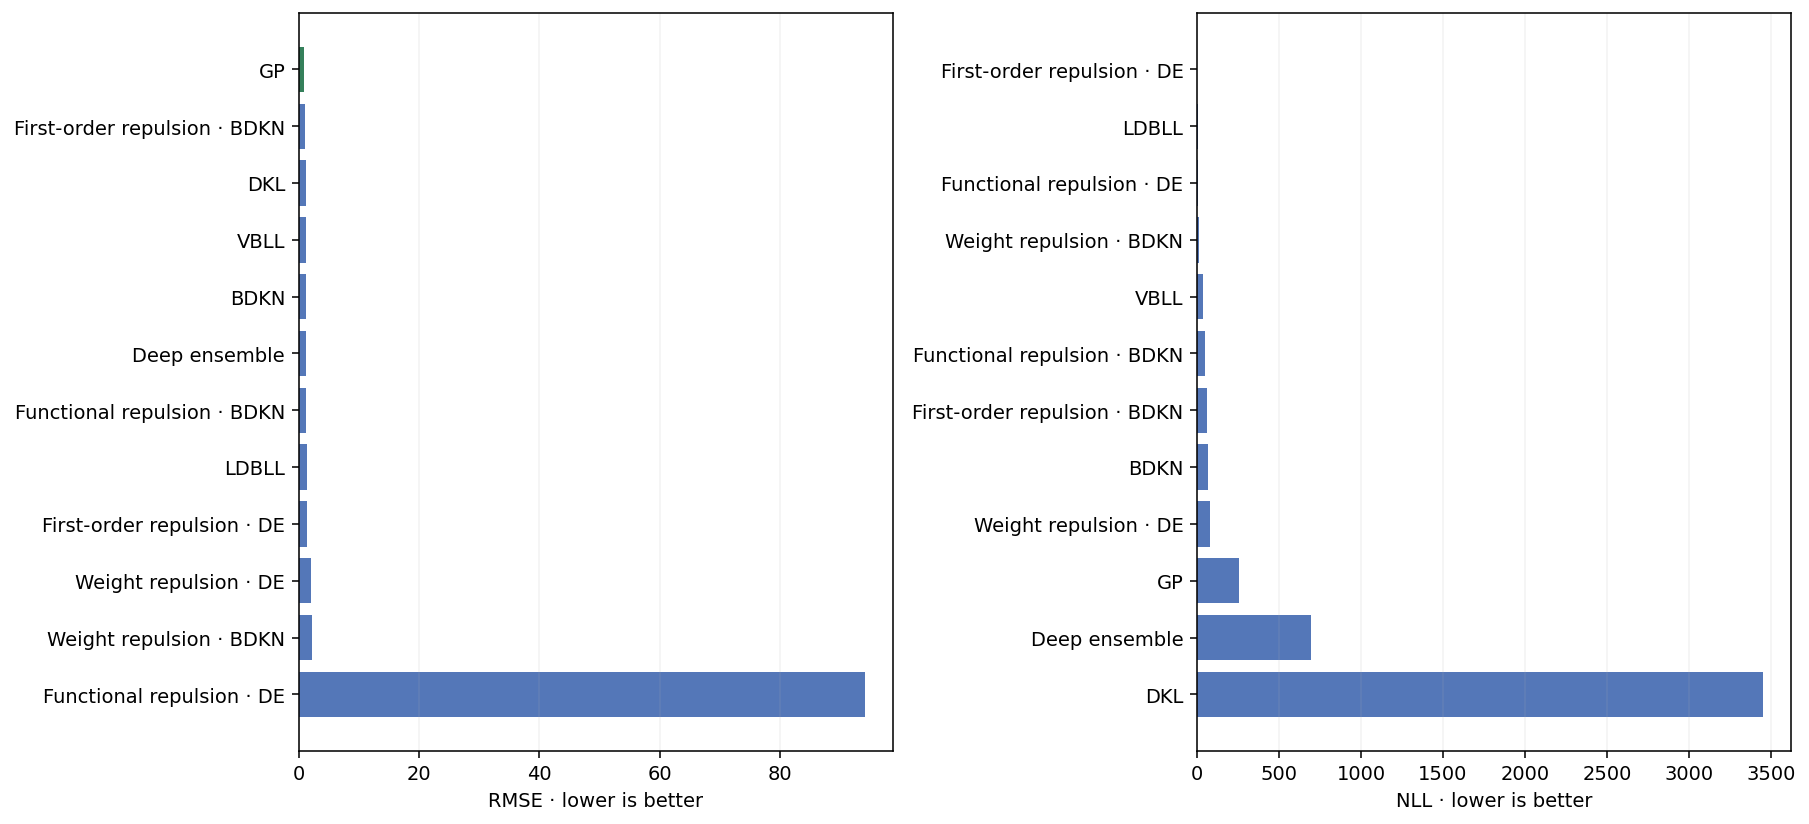 GP
First-order repulsion · BDKN
DKL
VBLL
BDKN
Deep ensemble
Functional repulsion · BDKN
LDBLL
First-order repulsion · DE
Weight repulsion · DE
Weight repulsion · BDKN
Functional repulsion · DE
0 20 40 60 80
RMSE · lower is better
First-order repulsion · DE
LDBLL
Functional repulsion · DE
Weight repulsion · BDKN
VBLL
Functional repulsion · BDKN
First-order repulsion · BDKN
BDKN
Weight repulsion · DE
GP
Deep ensemble
DKL
0 500 1000 1500 2000 2500 3000 3500
NLL · lower is better